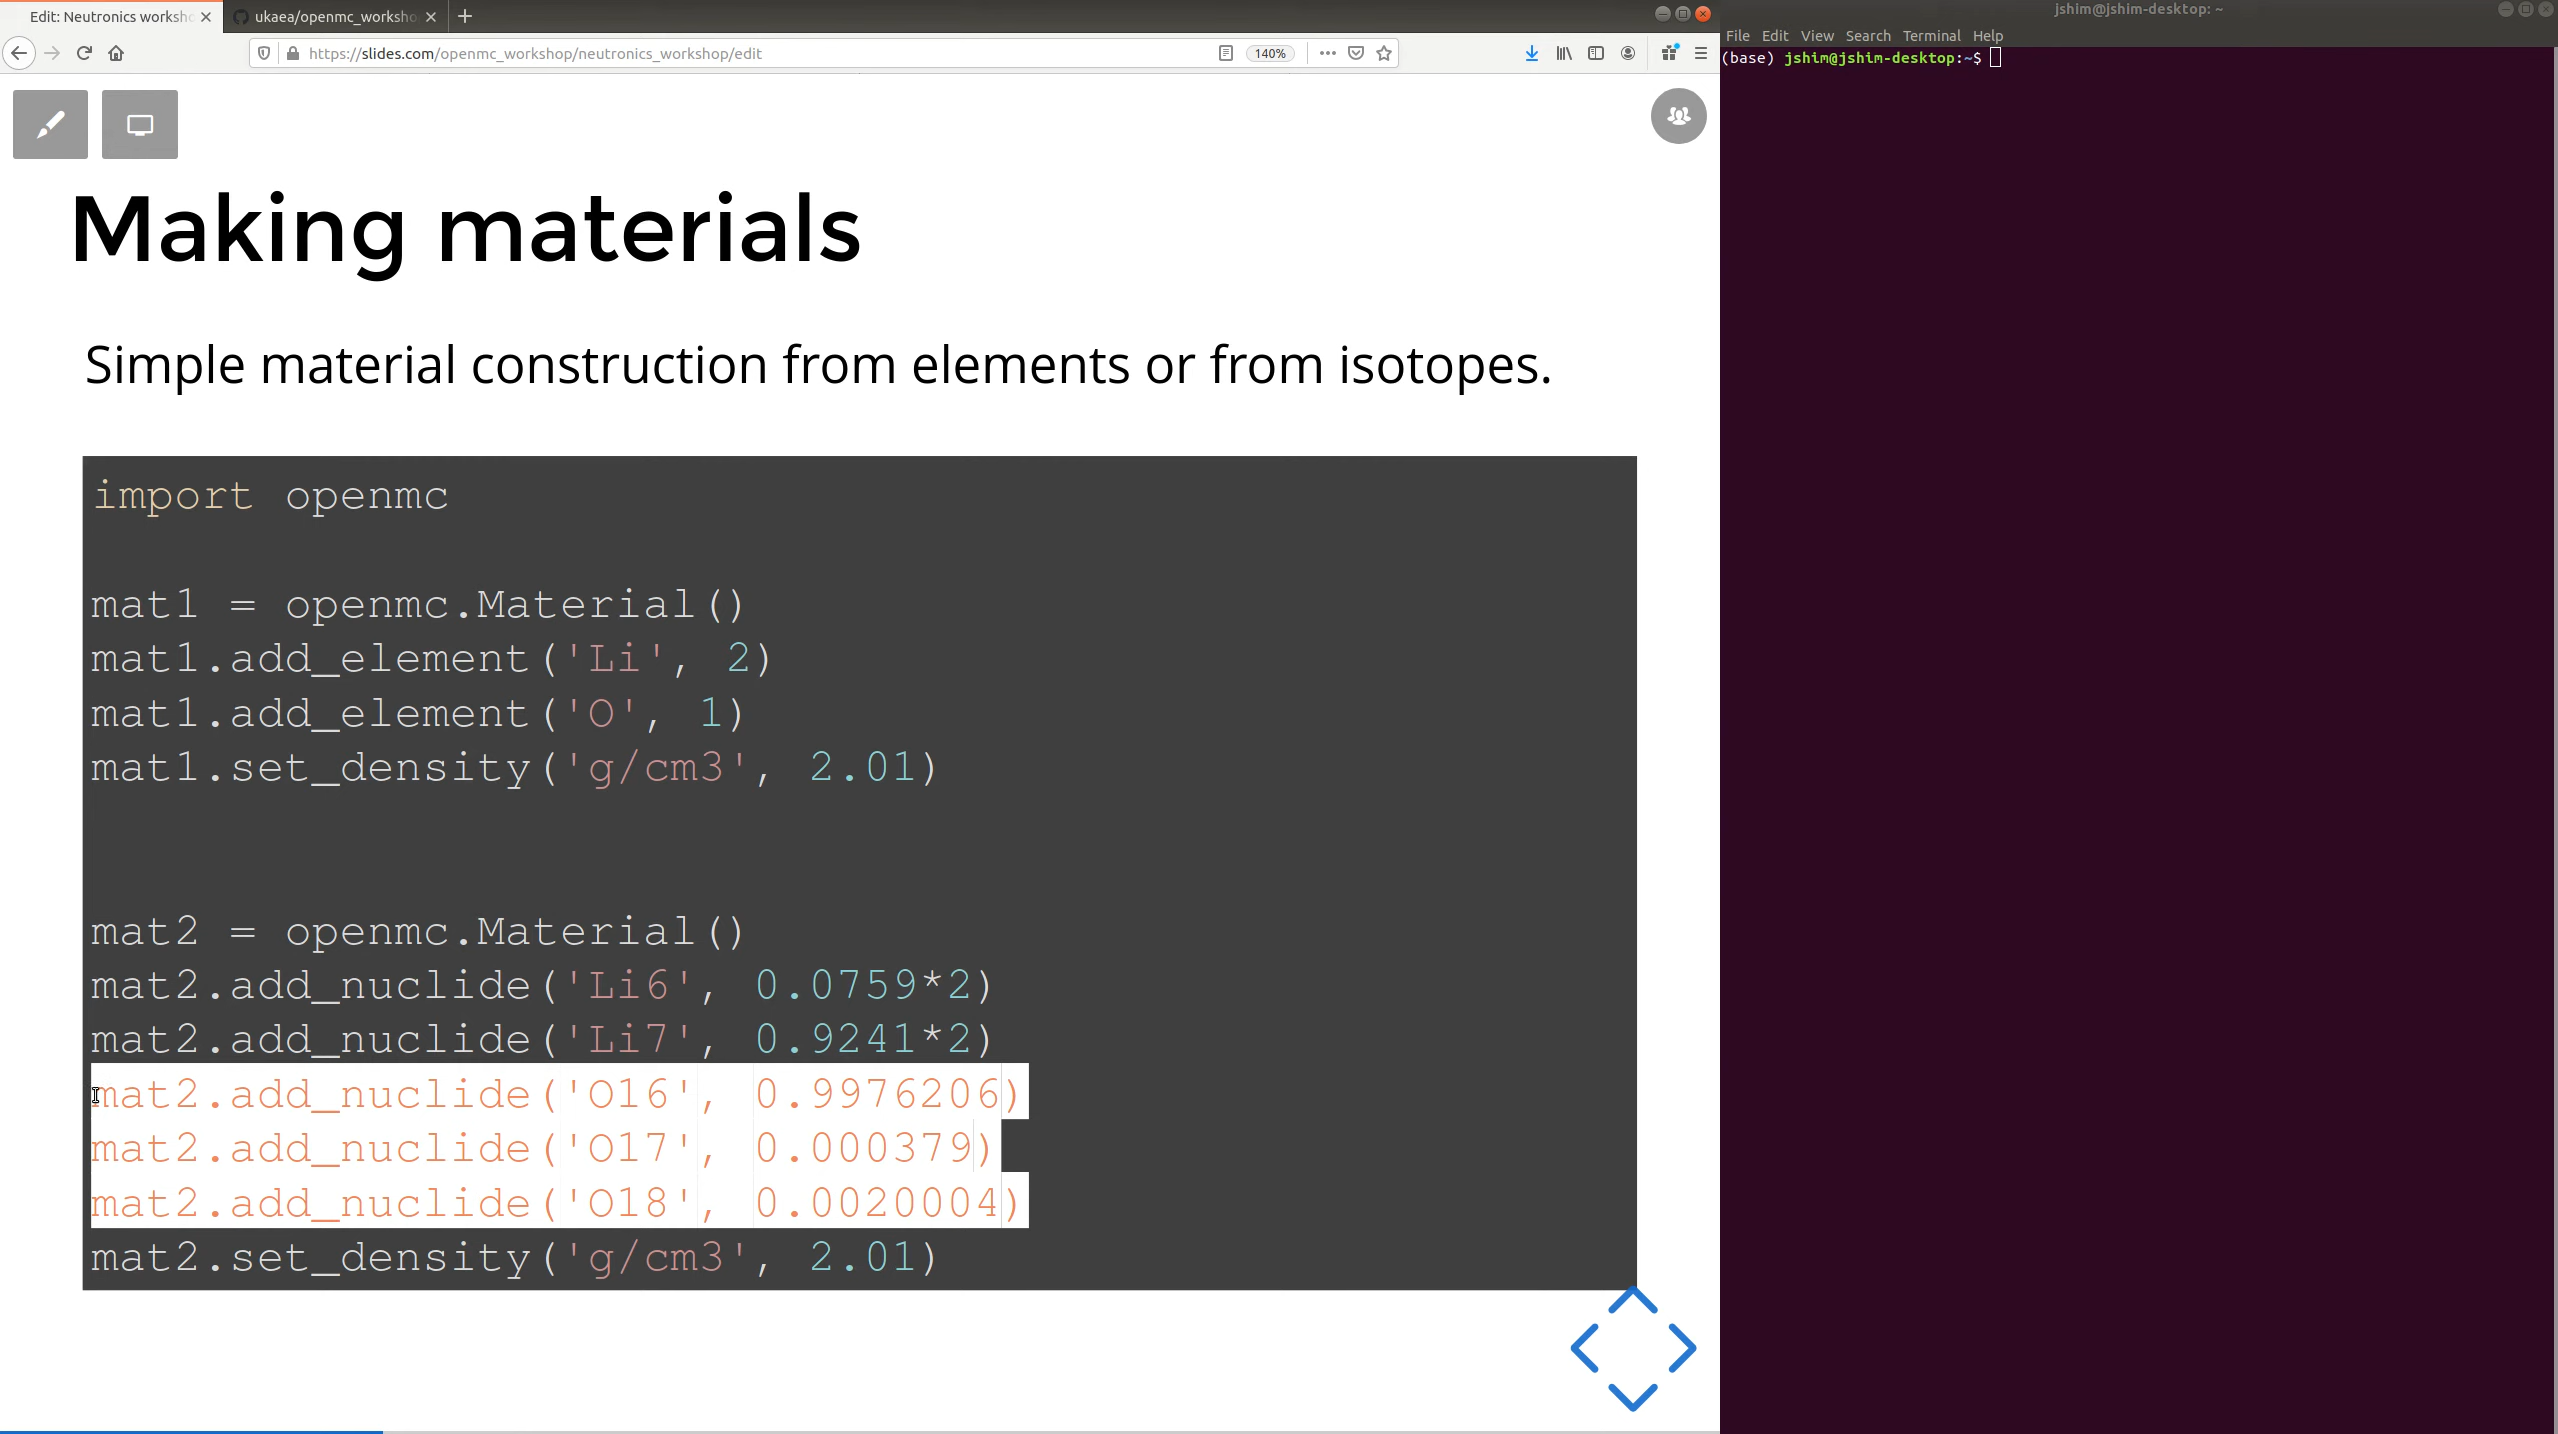 Edit: Neutronics worksho
ukaea/openmc_worksho
https://slides.com/openmc_workshop/neutronics_workshop/edit
140%
Making materials
Simple material construction from elements or from isotopes.
import openmc
mat1 = openmc.Material()
mat1.add_element('Li', 2)
mat1.add_element('O', 1)
mat1.set_density('g/cm3', 2.01)
mat2 = openmc.Material()
mat2.add_nuclide('Li6', 0.0759*2)
mat2.add_nuclide('Li7', 0.9241*2)
mat2.add_nuclide('O16', 0.9976206)
mat2.add_nuclide('O17', 0.000379)
mat2.add_nuclide('O18', 0.0020004)
mat2.set_density('g/cm3', 2.01)
jshim@jshim-desktop: ~
File Edit View Search Terminal Help
(base) jshim@jshim-desktop:~$